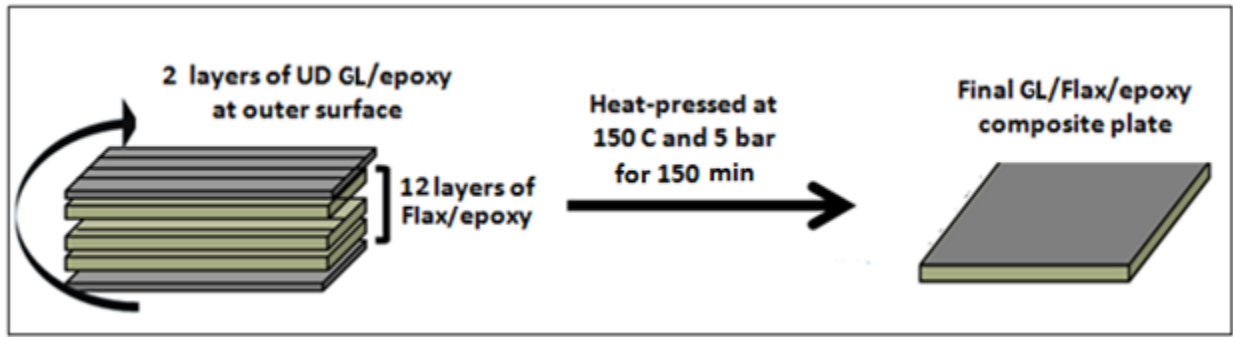 2 layers of UD GL/epoxy
at outer surface
12 layers of
Flax/epoxy
Heat-pressed at
150 C and 5 bar
for 150 min
Final GL/Flax/epoxy
composite plate